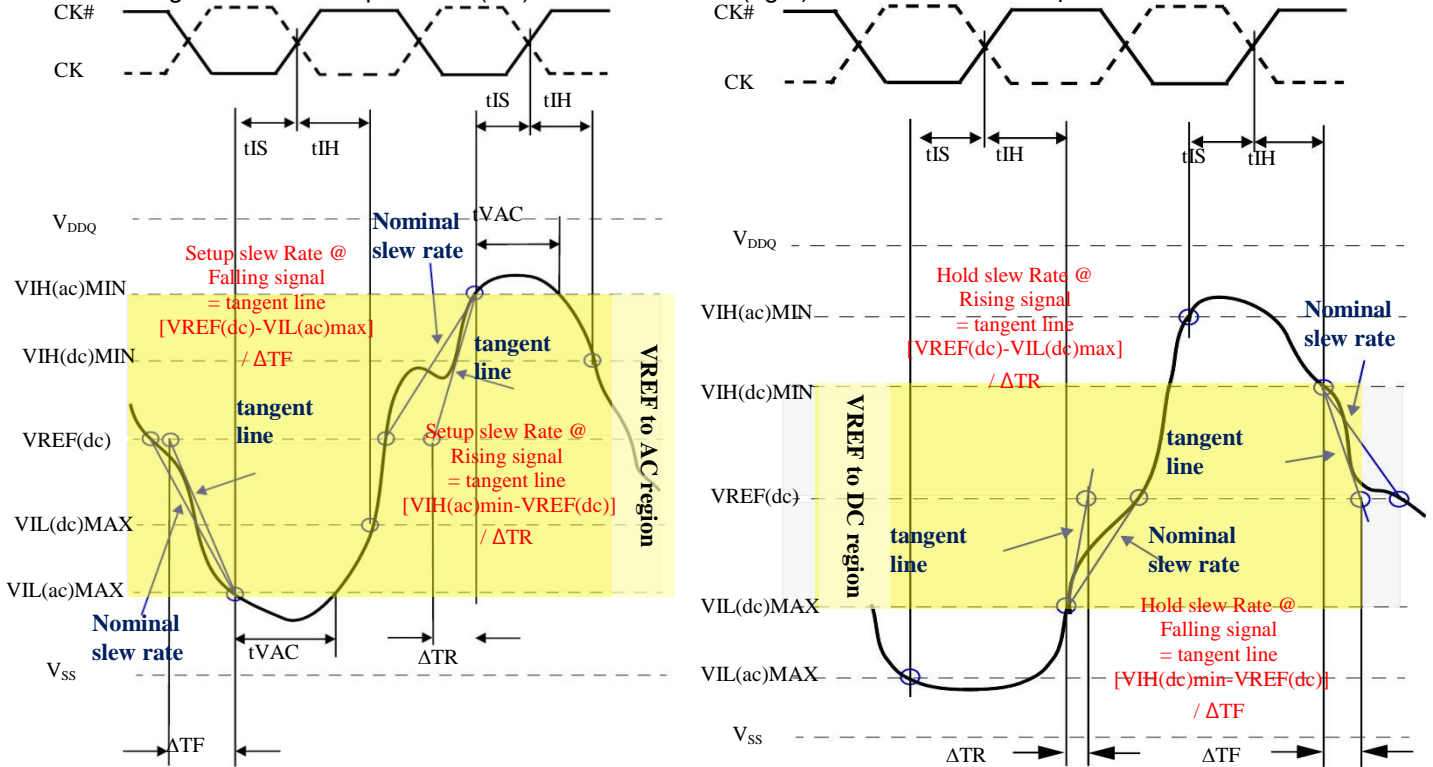 CK#
CK
tIS
tIH
tIS
tIH
VDDQ
Nominal
slew rate
tVAC
Setup slew Rate @
Falling signal
= tangent line
[VREF(dc)-VIL(ac)max]
/ ΔTF
VIH(ac)MIN
VIH(dc)MIN
tangent
line
VREF(dc)
tangent
line
Setup slew Rate @
Rising signal
= tangent line
[VIH(ac)min-VREF(dc)]
/ ΔTR
VREF to AC region
VIL(dc)MAX
VIL(ac)MAX
Nominal
slew rate
tVAC
ΔTR
VSS
ΔTF
CK#
CK
tIS
tIH
tIS
tIH
VDDQ
Hold slew Rate @
Rising signal
= tangent line
[VREF(dc)-VIL(dc)max]
/ ΔTR
VIH(ac)MIN
Nominal
slew rate
VIH(dc)MIN
VREF to DC region
tangent
line
VREF(dc)
tangent
line
Nominal
slew rate
VIL(dc)MAX
Hold slew Rate @
Falling signal
= tangent line
[VIH(dc)min-VREF(dc)]
/ ΔTF
VIL(ac)MAX
VSS
ΔTR
ΔTF